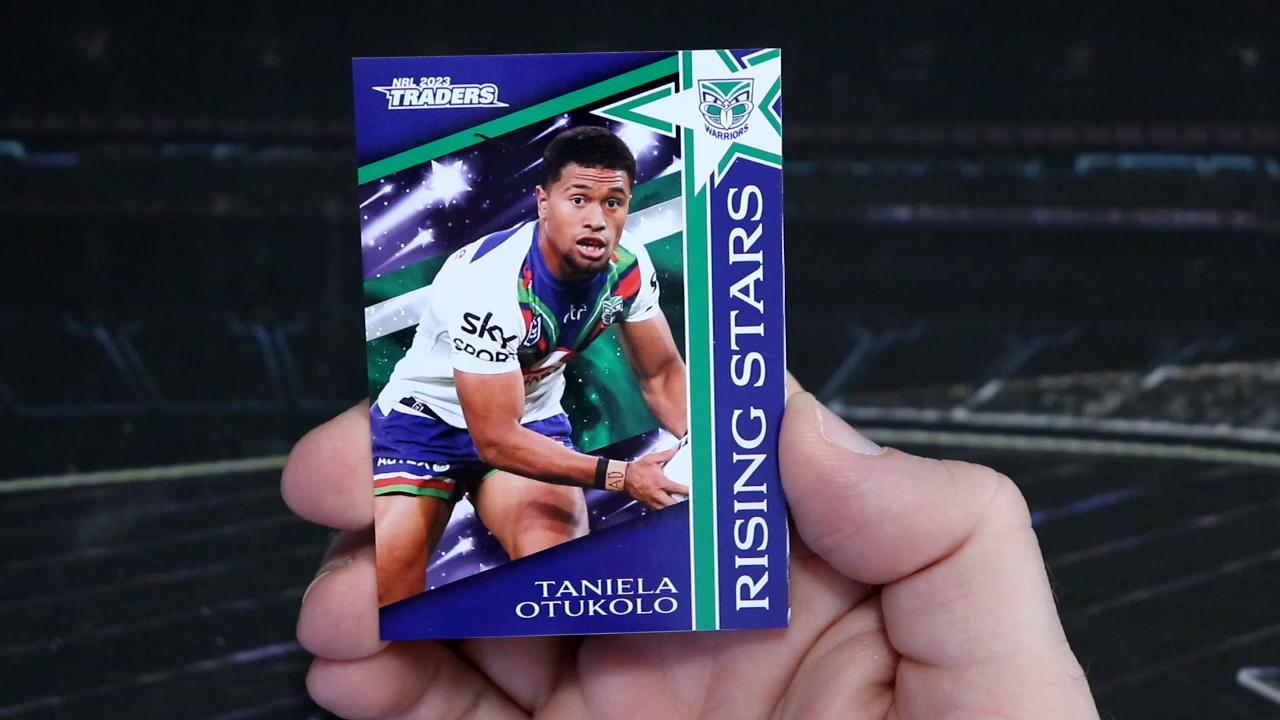 NRL 2023
TRADERS
WARRIORS
RISING STARS
sky
SPORT
TANIELA
OTUKOLO